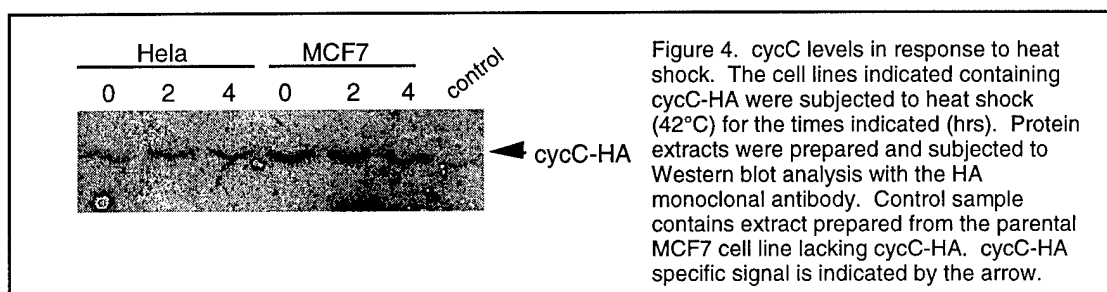 Hela MCF7
0 2 4 0 2 4 control
cycC-HA
Figure 4. cycC levels in response to heat
shock. The cell lines indicated containing
cycC-HA were subjected to heat shock
(42°C) for the times indicated (hrs). Protein
extracts were prepared and subjected to
Western blot analysis with the HA
monoclonal antibody. Control sample
contains extract prepared from the parental
MCF7 cell line lacking cycC-HA. cycC-HA
specific signal is indicated by the arrow.